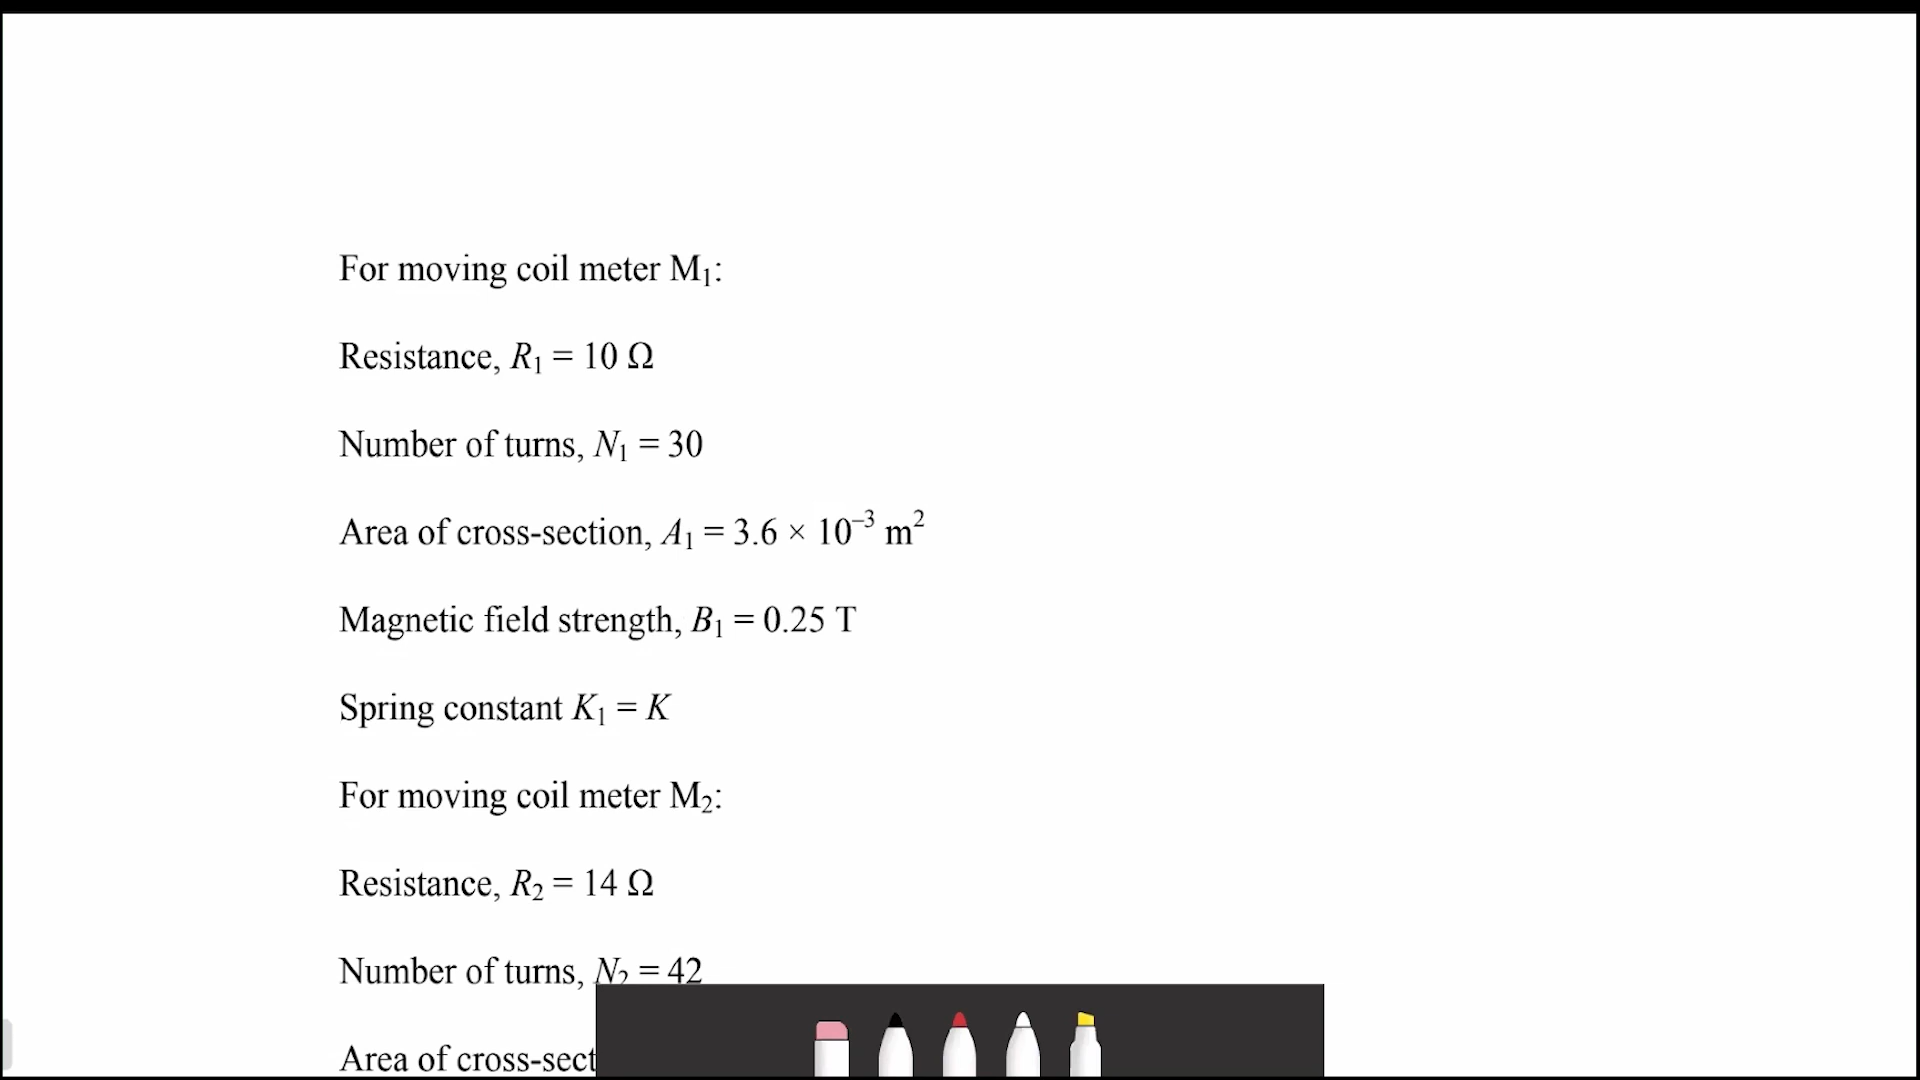 For moving coil meter M₁:
Resistance, R₁ = 10 Ω
Number of turns, N₁ = 30
Area of cross-section, A₁ = 3.6 × 10⁻³ m²
Magnetic field strength, B₁ = 0.25 T
Spring constant K₁ = K
For moving coil meter M₂:
Resistance, R₂ = 14 Ω
Number of turns, N₂ = 42
Area of cross-sect